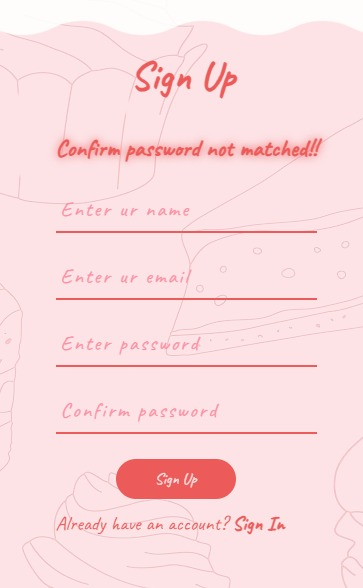 Sign Up
Confirm password not matched!!
Enter ur name
Enter ur email
Enter password
Confirm password
Sign Up
Already have an account? Sign In